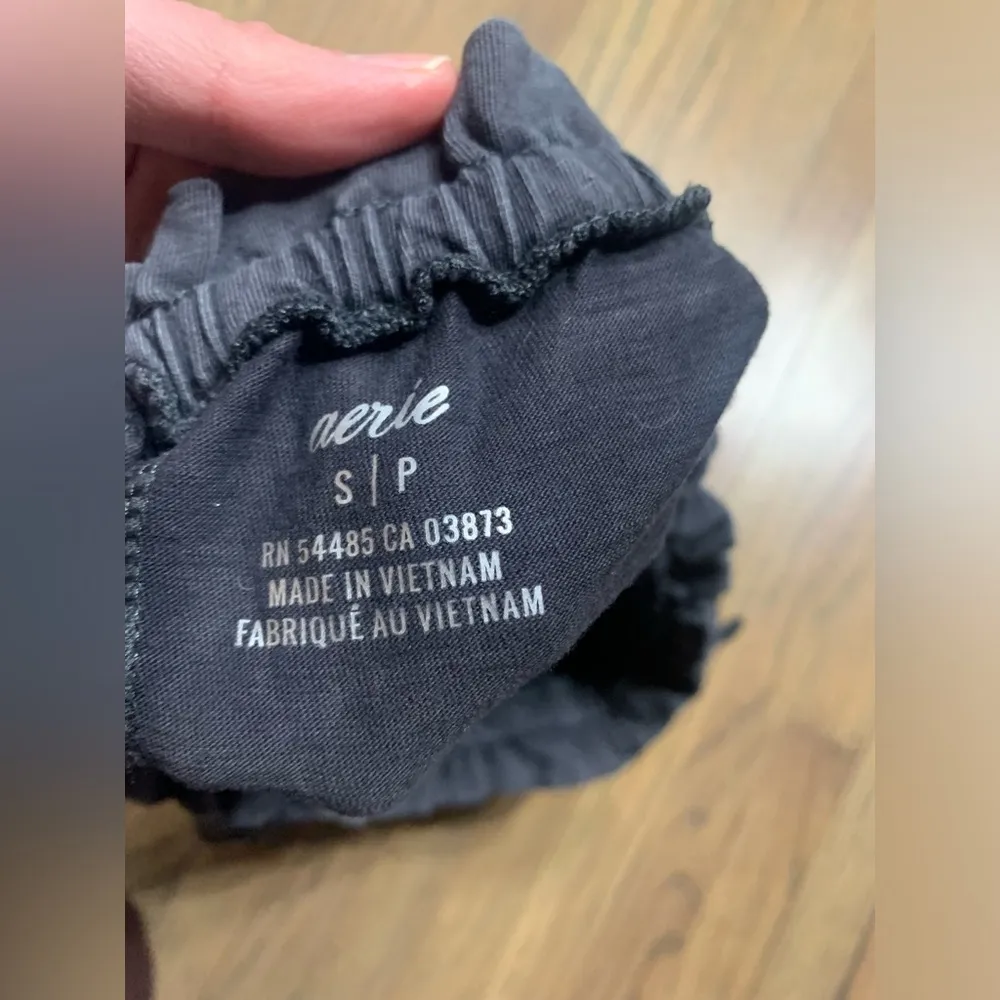 aerie
S | P
RN 54485 CA 03873
MADE IN VIETNAM
FABRIQUÉ AU VIETNAM